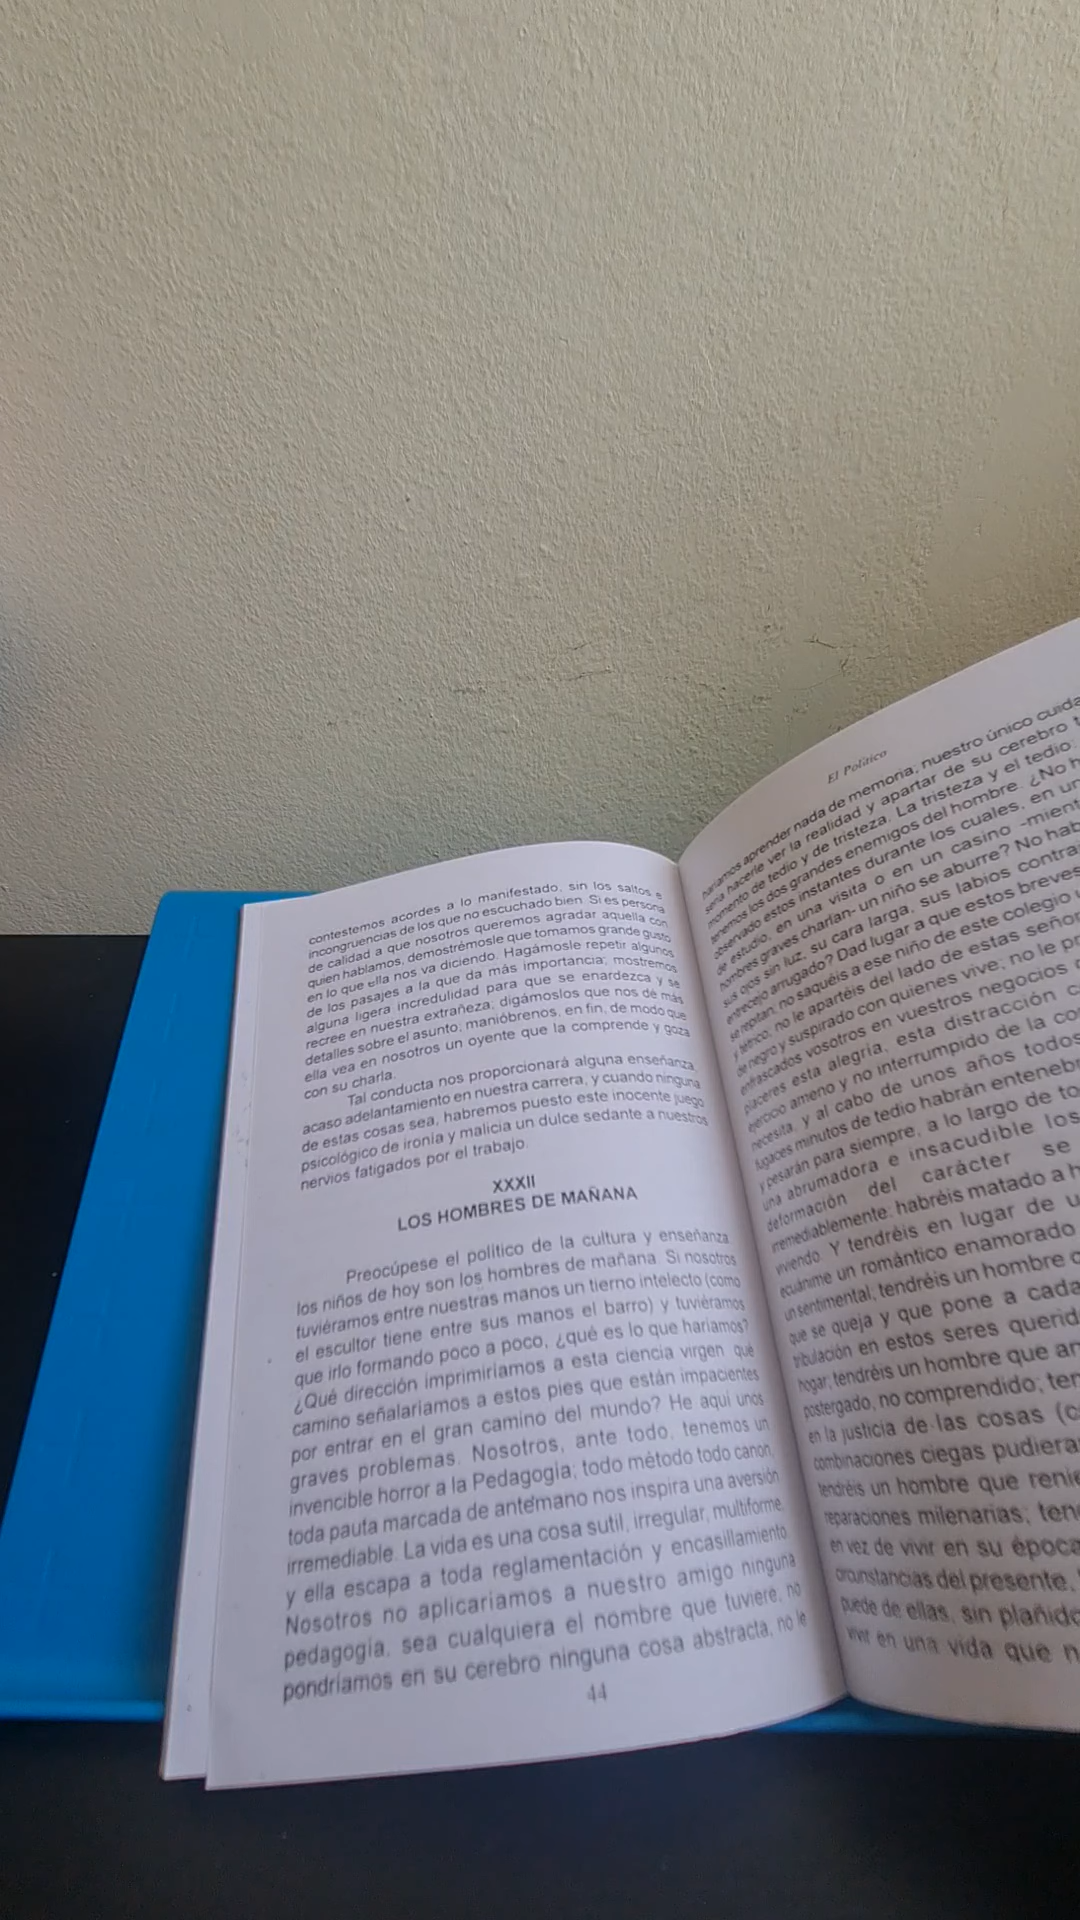 contestemos acordes a lo manifestado, sin los saltos e
incongruencias de los que no escuchado bien. Si es persona
de calidad a que nosotros queremos agradar aquella con
quien hablamos, demostrémosle que tomamos grande gusto
en lo que ella nos va diciendo. Hagámosle repetir algunos
de los pasajes a la que da más importancia; mostremos
alguna ligera incredulidad para que se enardezca y se
recree en nuestra extrañeza; digámoslos que nos dé más
detalles sobre el asunto; manióbrenos, en fin, de modo que
ella vea en nosotros un oyente que la comprende y goza
con su charla.
Tal conducta nos proporcionará alguna enseñanza,
acaso adelantamiento en nuestra carrera, y cuando ninguna
de estas cosas sea, habremos puesto este inocente juego
psicológico de ironia y malicia un dulce sedante a nuestros
nervios fatigados por el trabajo.
XXXII
LOS HOMBRES DE MAÑANA
Preocúpese el político de la cultura y enseñanza
los niños de hoy son los hombres de mañana. Si nosotros
tuviéramos entre nuestras manos un tierno intelecto (como
el escultor tiene entre sus manos el barro) y tuviéramos
que irlo formando poco a poco, ¿qué es lo que haríamos?
¿Qué dirección imprimiríamos a esta ciencia virgen, qué
camino señalaríamos a estos pies que están impacientes
por entrar en el gran camino del mundo? He aquí unos
graves problemas. Nosotros, ante todo, tenemos un
invencible horror a la Pedagogía; todo método todo canon,
toda pauta marcada de antemano nos inspira una aversión
irremediable. La vida es una cosa sutil, irregular, multiforme,
y ella escapa a toda reglamentación y encasillamiento.
Nosotros no aplicaríamos a nuestro amigo ninguna
pedagogía, sea cualquiera el nombre que tuviere, no
pondríamos en su cerebro ninguna cosa abstracta, no le
44
El Político
haríamos aprender nada de memoria; nuestro único
sería hacerle ver la realidad y apartar de su cerebro
momento de tedio y de tristeza. La tristeza y el tedio
tenemos los dos grandes enemigos del hombre. ¿No
observado estos instantes durante los cuales, en
de estudio, en una visita o en un casino
hombres graves charlan- un niño se aburre? No
sus ojos sin luz, su cara larga, sus labios
entrecejo arrugado? Dad lugar a que estos breves
se repitan, no saquéis a ese niño de este colegio
y tétrico; no le apartéis del lado de estas
de negro y suspirado con quienes vive; no le
enfrascados vosotros en vuestros negocios
placeres esta alegría, esta distracción
ejercicio ameno y no interrumpido de la
necesita, y al cabo de unos años todos
fugaces minutos de tedio habrán
y pesarán para siempre, a lo largo de
una abrumadora e insacudible los
deformación del carácter se
irremediablemente: habréis matado a
viviendo. Y tendréis en lugar de
ecuánime un romántico enamorado
un sentimental; tendréis un hombre
que se queja y que pone a cada
tribulación en estos seres
hogar; tendréis un hombre que
postergado, no comprendido;
en la justicia de las cosas
combinaciones ciegas
tendréis un hombre que
reparaciones milenarias;
en vez de vivir en su época
circunstancias del presente,
puede de ellas, sin
vivir en una vida que